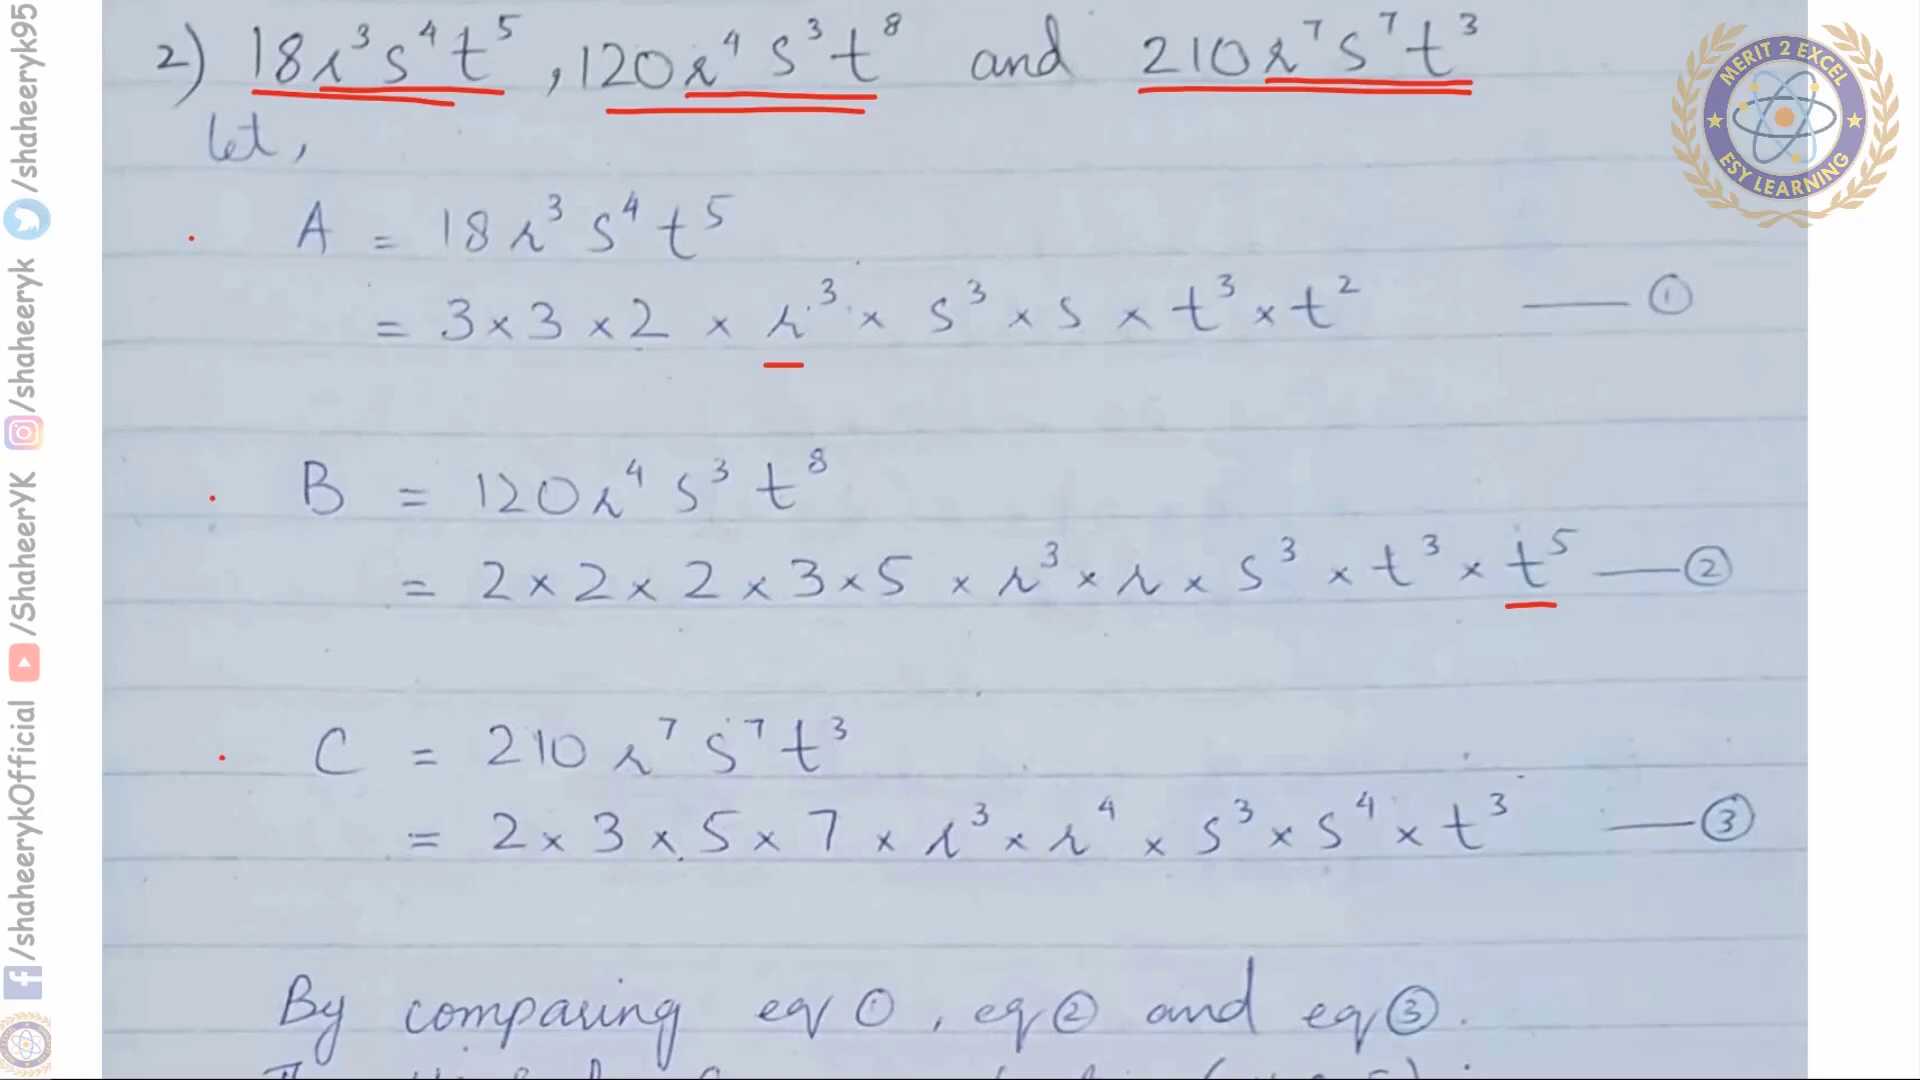 2) 18r³s⁴t⁵, 120r⁴s³t⁸ and 210r⁷s⁷t³
let,
A = 18r³s⁴t⁵
= 3×3×2 × r³ × s³ × s × t³ × t² —— ①
B = 120r⁴s³t⁸
= 2×2×2×3×5 × r³ × r × s³ × t³ × t⁵ —— ②
C = 210r⁷s⁷t³
= 2×3×5×7 × r³ × r⁴ × s³ × s⁴ × t³ —— ③
By comparing eq ①, eq ② and eq ③.
MERIT 2 EXCEL
ESY LEARNING
/shaheerykOfficial
/ShaheerYK
/shaheeryk
/shaheeryk95